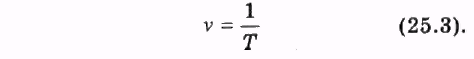 ν = 1/T (25.3).